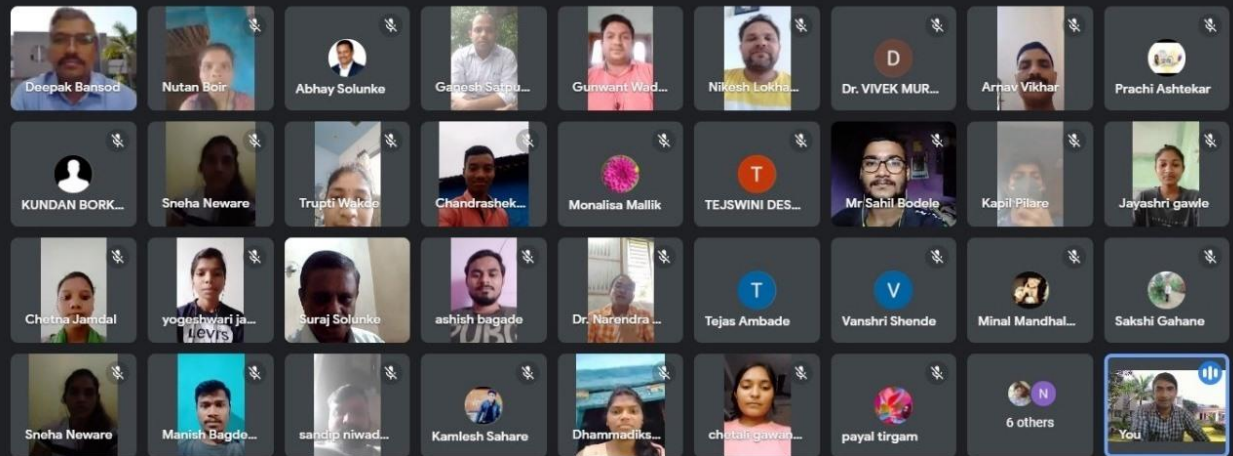 Deepak Bansod
Nutan Boir
Abhay Solunke
Ganesh Satpu...
Gunwant Wad...
Nikesh Lokha...
D
Dr. VIVEK MUR...
Arnav Vikhar
Prachi Ashtekar
KUNDAN BORK...
Sneha Neware
Trupti Wakde
Chandrashek...
Monalisa Mallik
T
TEJSWINI DES...
Mr Sahil Bodele
Kapil Pilare
Jayashri gawle
Chetna Jamdal
yogeshwari ja...
Suraj Solunke
ashish bagade
Dr. Narendra ...
T
Tejas Ambade
V
Vanshri Shende
Minal Mandhal...
Sakshi Gahane
Sneha Neware
Manish Bagde...
sandip niwad...
Kamlesh Sahare
Dhammadiks...
chetali gawan...
payal tirgam
N
6 others
You